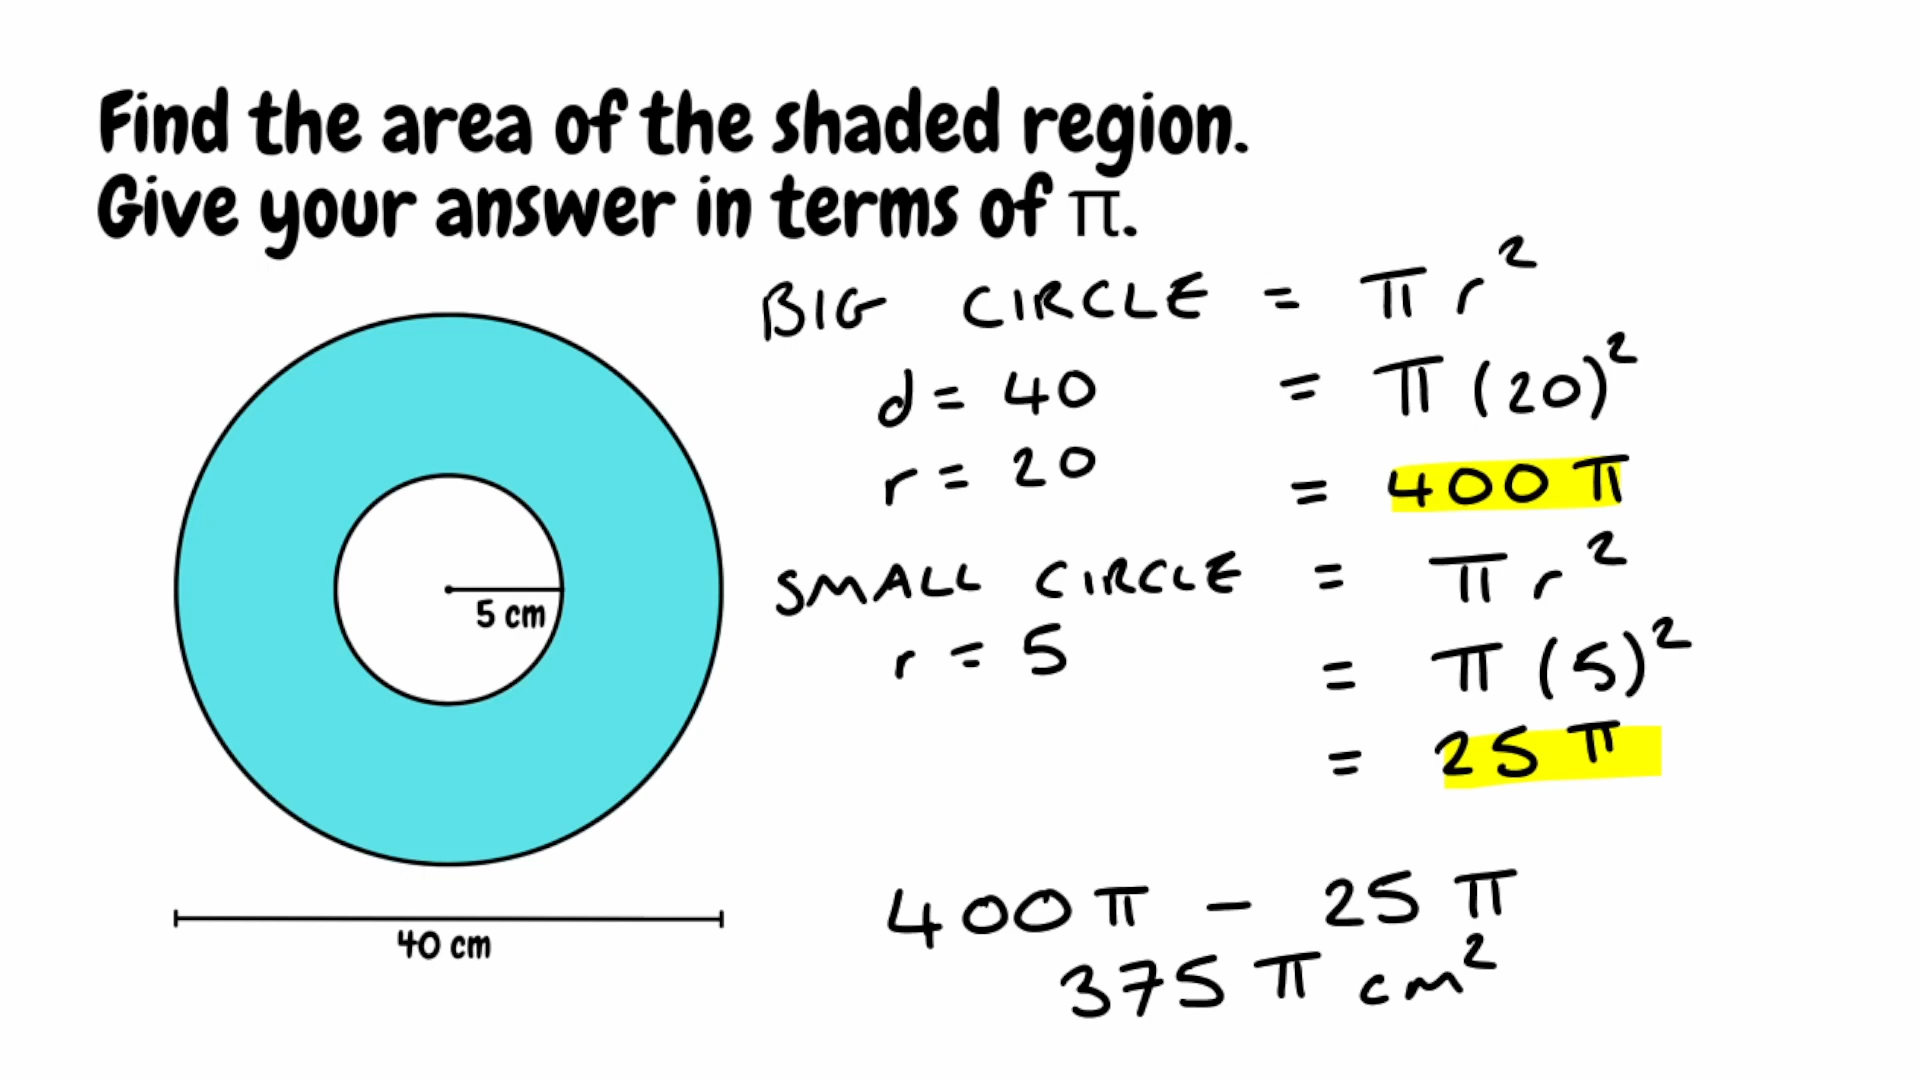 Find the area of the shaded region.
Give your answer in terms of π.
BIG CIRCLE = π r²
d = 40 = π (20)²
r = 20 = 400 π
SMALL CIRCLE = π r²
r = 5 = π (5)²
= 25 π
5 cm
40 cm
400 π - 25 π
375 π cm²